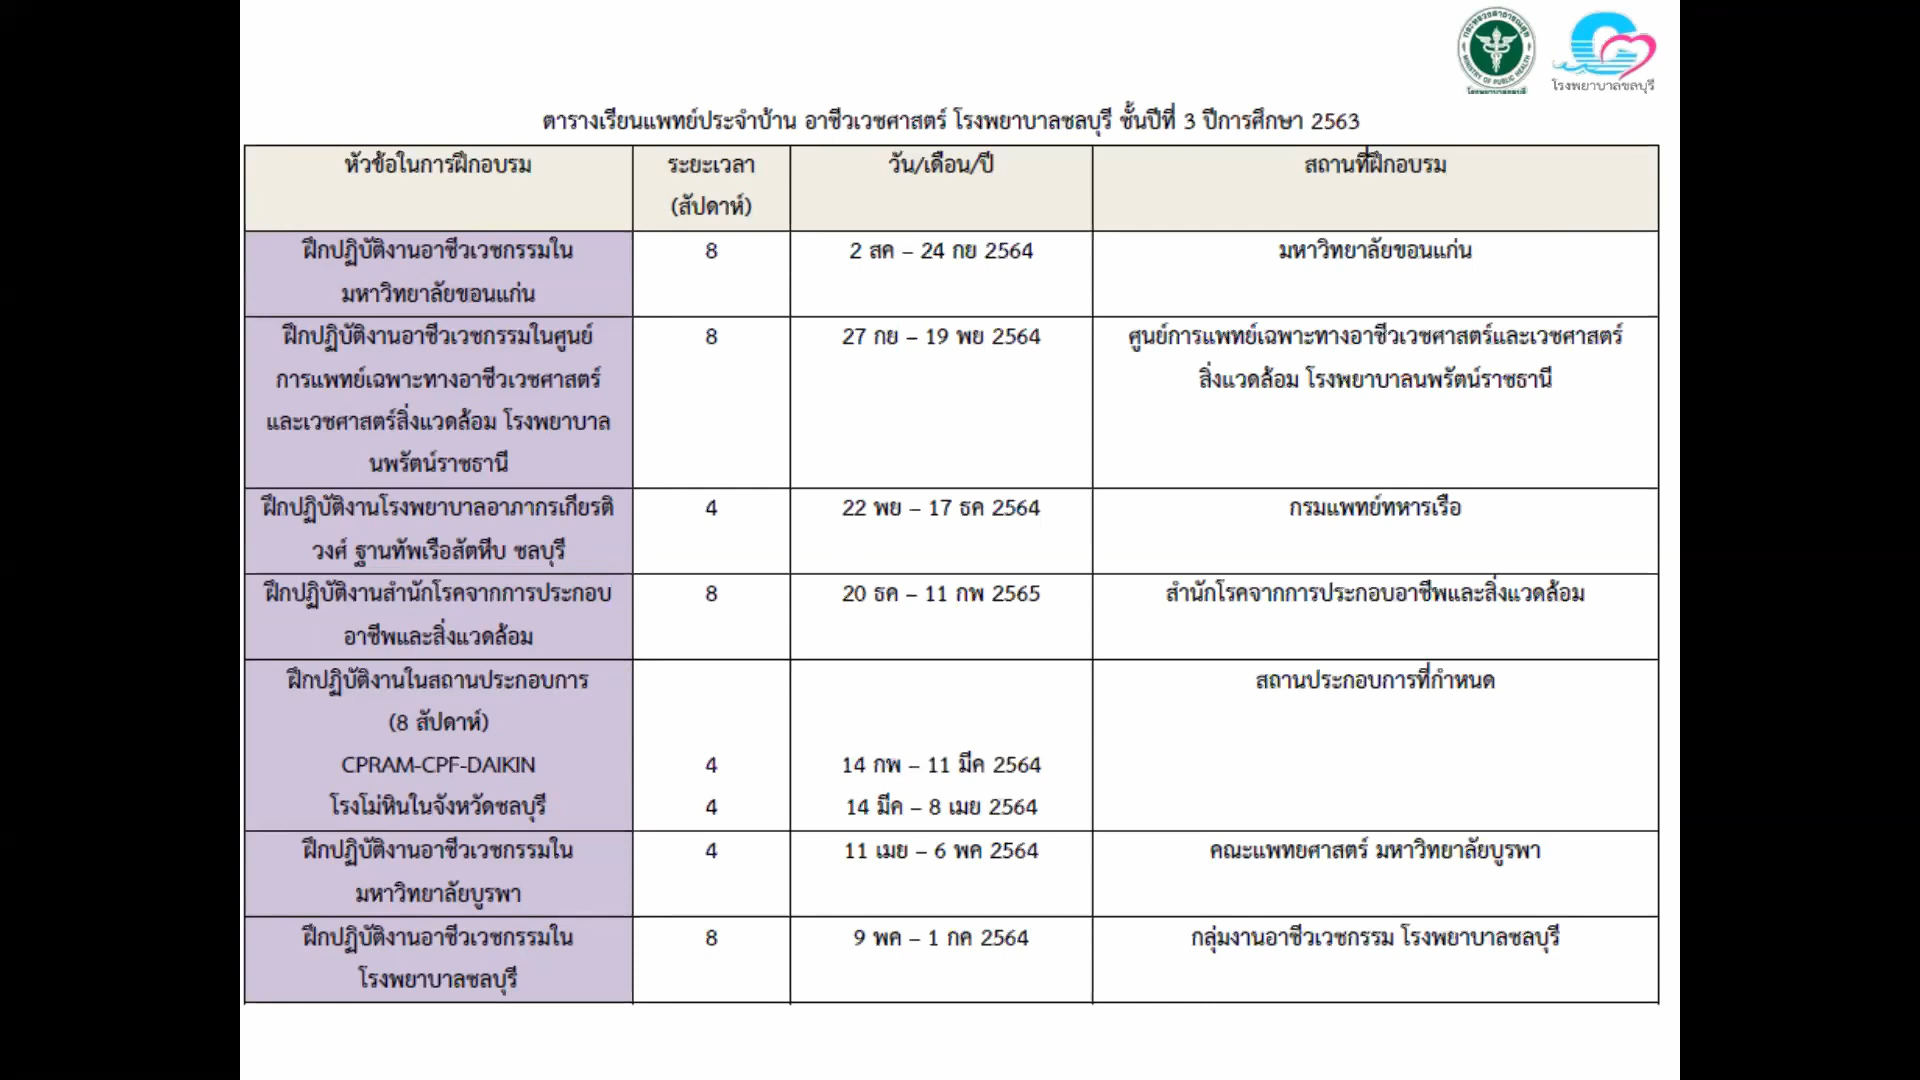 กระทรวงสาธารณสุข
MINISTRY OF PUBLIC HEALTH
โรงพยาบาลชลบุรี
โรงพยาบาลชลบุรี
ตารางเรียนแพทย์ประจำบ้าน อาชีวเวชศาสตร์ โรงพยาบาลชลบุรี ชั้นปีที่ 3 ปีการศึกษา 2563
หัวข้อในการฝึกอบรม ระยะเวลา วัน/เดือน/ปี สถานที่ฝึกอบรม
(สัปดาห์)
ฝึกปฏิบัติงานอาชีวเวชกรรมใน 8 2 สค – 24 กย 2564 มหาวิทยาลัยขอนแก่น
มหาวิทยาลัยขอนแก่น
ฝึกปฏิบัติงานอาชีวเวชกรรมในศูนย์ 8 27 กย – 19 พย 2564 ศูนย์การแพทย์เฉพาะทางอาชีวเวชศาสตร์และเวชศาสตร์
การแพทย์เฉพาะทางอาชีวเวชศาสตร์ สิ่งแวดล้อม โรงพยาบาลนพรัตน์ราชธานี
และเวชศาสตร์สิ่งแวดล้อม โรงพยาบาล
นพรัตน์ราชธานี
ฝึกปฏิบัติงานโรงพยาบาลอาภากรเกียรติ 4 22 พย – 17 ธค 2564 กรมแพทย์ทหารเรือ
วงศ์ ฐานทัพเรือสัตหีบ ชลบุรี
ฝึกปฏิบัติงานสำนักโรคจากการประกอบ 8 20 ธค – 11 กพ 2565 สำนักโรคจากการประกอบอาชีพและสิ่งแวดล้อม
อาชีพและสิ่งแวดล้อม
ฝึกปฏิบัติงานในสถานประกอบการ สถานประกอบการที่กำหนด
(8 สัปดาห์)
CPRAM-CPF-DAIKIN 4 14 กพ – 11 มีค 2564
โรงโม่หินในจังหวัดชลบุรี 4 14 มีค – 8 เมย 2564
ฝึกปฏิบัติงานอาชีวเวชกรรมใน 4 11 เมย – 6 พค 2564 คณะแพทยศาสตร์ มหาวิทยาลัยบูรพา
มหาวิทยาลัยบูรพา
ฝึกปฏิบัติงานอาชีวเวชกรรมใน 8 9 พค – 1 กค 2564 กลุ่มงานอาชีวเวชกรรม โรงพยาบาลชลบุรี
โรงพยาบาลชลบุรี